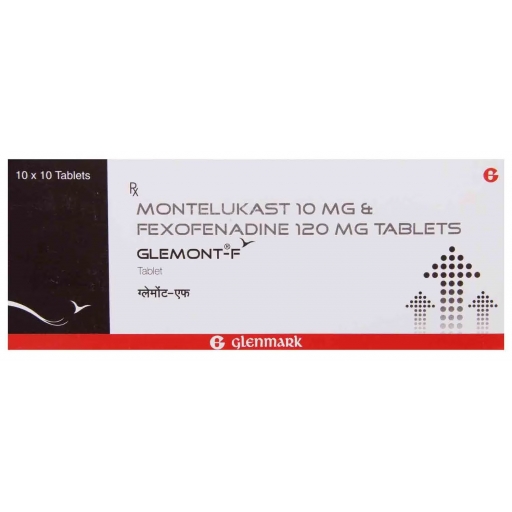 10 x 10 Tablets
Rx
MONTELUKAST 10 MG &
FEXOFENADINE 120 MG TABLETS
GLEMONT®-F
Tablet
ग्लेमोंट-एफ
G glenmark